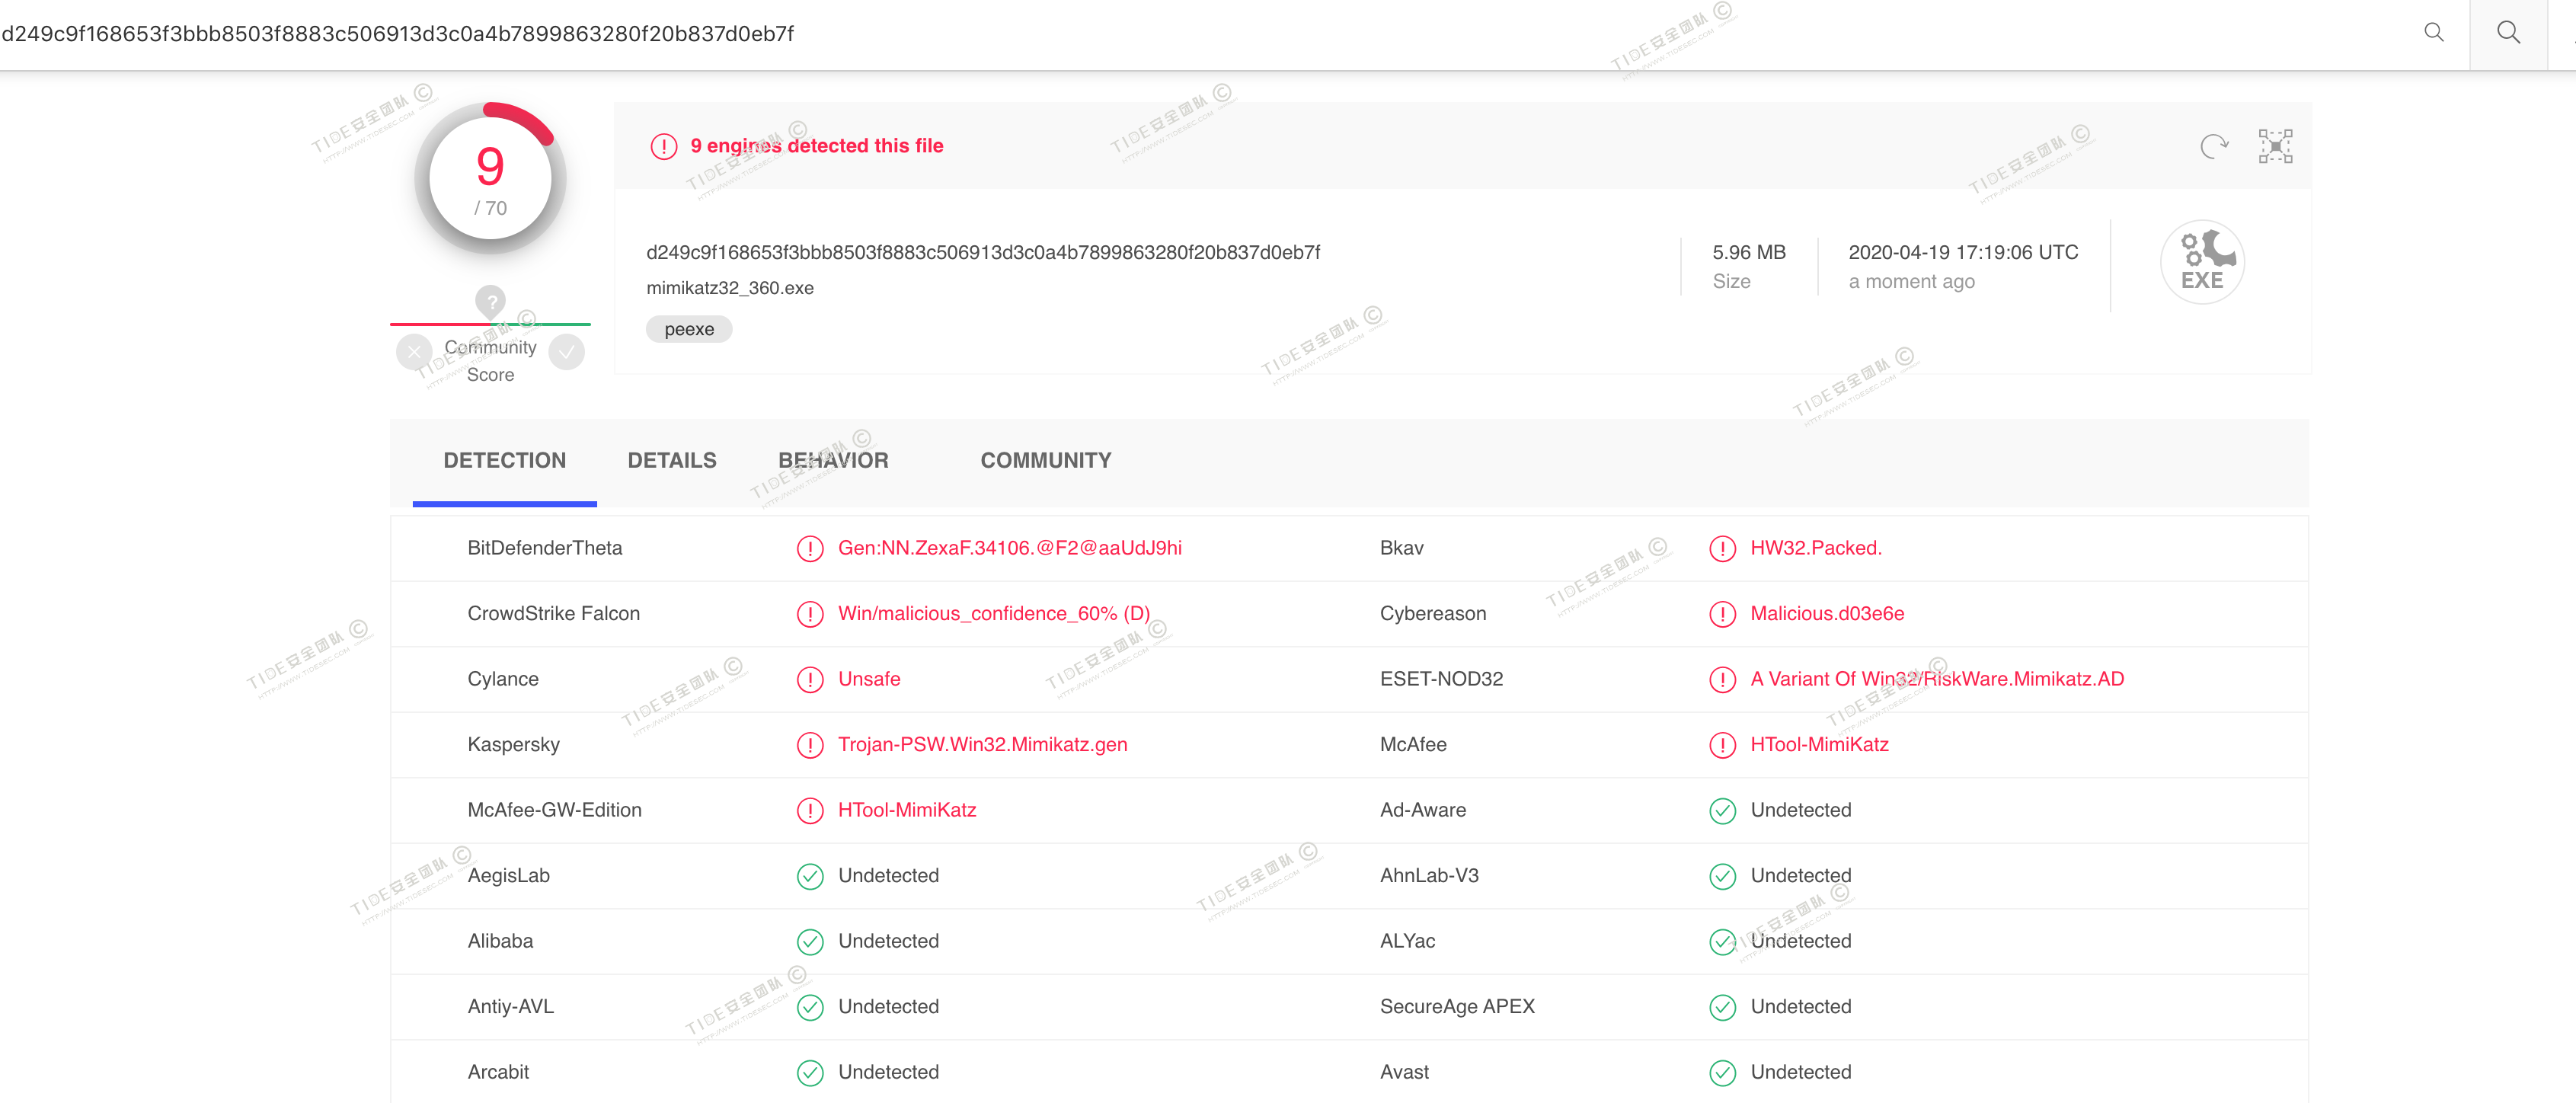 d249c9f168653f3bbb8503f8883c506913d3c0a4b7899863280f20b837d0eb7f
9
/ 70
Community
Score
9 engines detected this file
d249c9f168653f3bbb8503f8883c506913d3c0a4b7899863280f20b837d0eb7f
mimikatz32_360.exe
peexe
5.96 MB
Size
2020-04-19 17:19:06 UTC
a moment ago
EXE
DETECTION DETAILS BEHAVIOR COMMUNITY
BitDefenderTheta Gen:NN.ZexaF.34106.@F2@aaUdJ9hi Bkav HW32.Packed.
CrowdStrike Falcon Win/malicious_confidence_60% (D) Cybereason Malicious.d03e6e
Cylance Unsafe ESET-NOD32 A Variant Of Win32/RiskWare.Mimikatz.AD
Kaspersky Trojan-PSW.Win32.Mimikatz.gen McAfee HTool-MimiKatz
McAfee-GW-Edition HTool-MimiKatz Ad-Aware Undetected
AegisLab Undetected AhnLab-V3 Undetected
Alibaba Undetected ALYac Undetected
Antiy-AVL Undetected SecureAge APEX Undetected
Arcabit Undetected Avast Undetected
TIDE安全团队 ©
HTTP://WWW.TIDESEC.COM